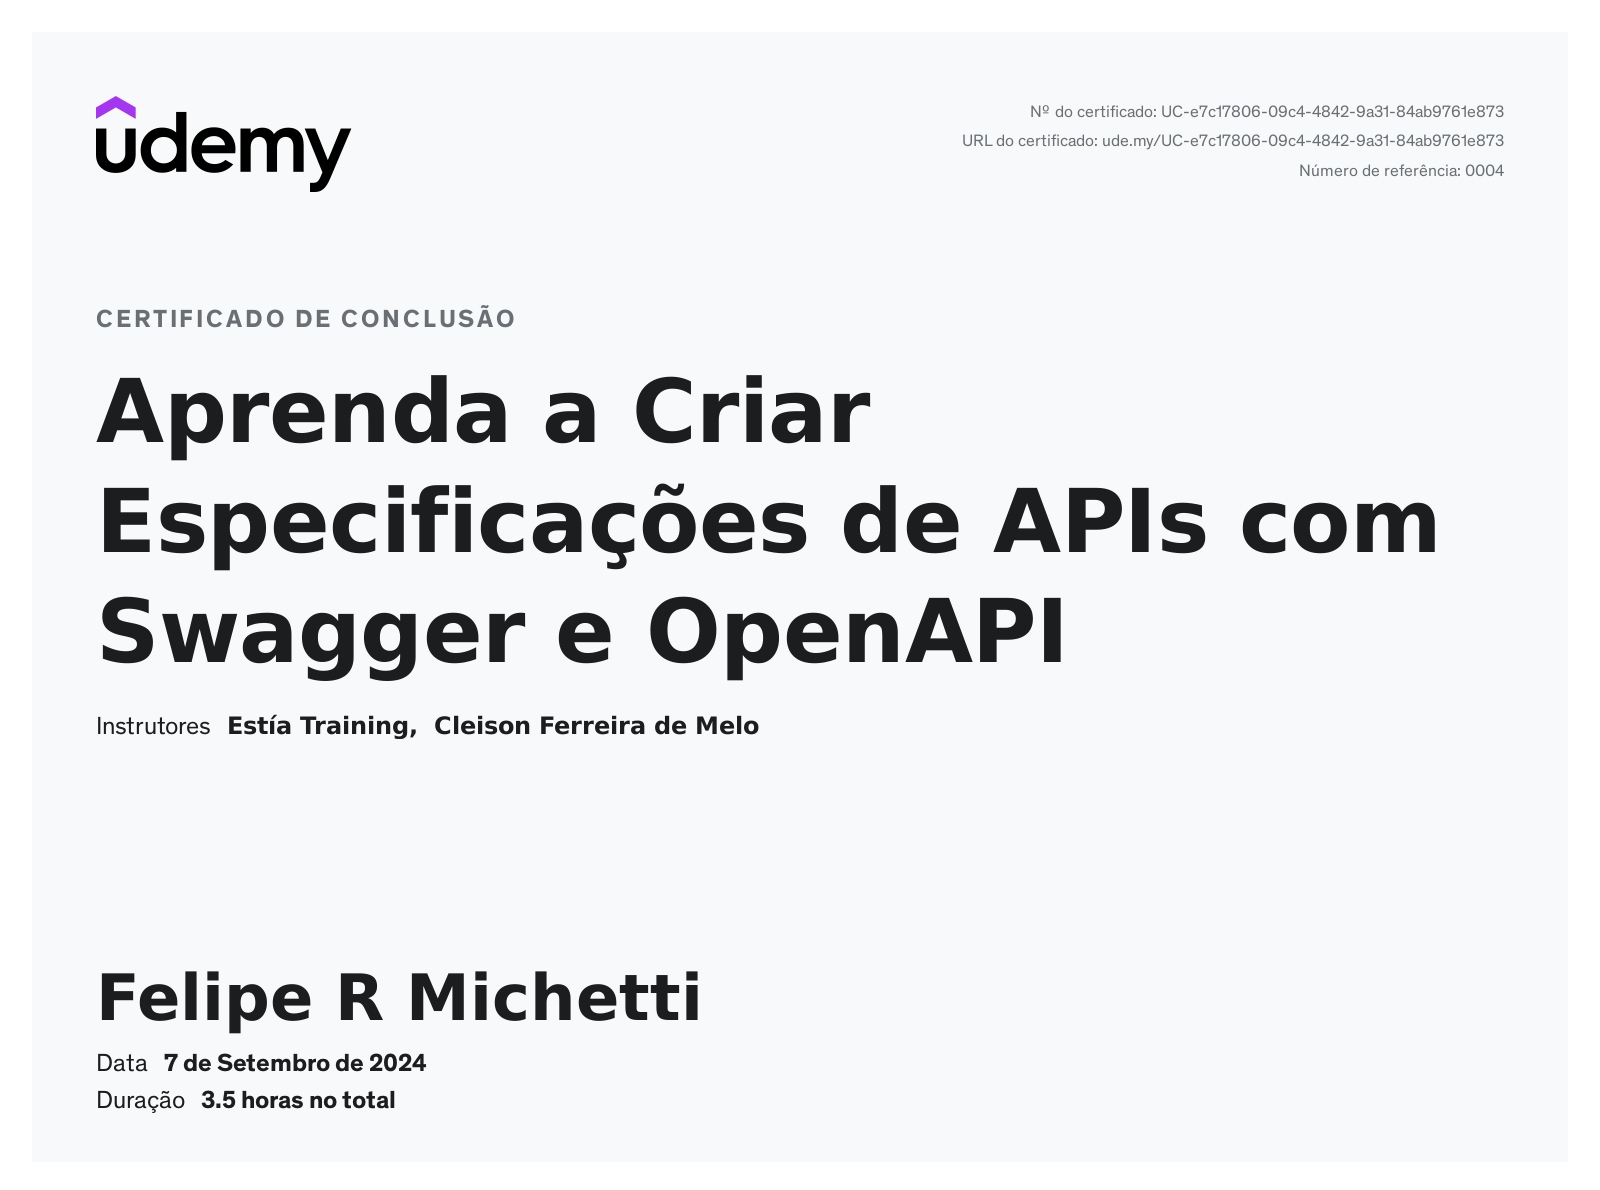 udemy
Nº do certificado: UC-e7c17806-09c4-4842-9a31-84ab9761e873
URL do certificado: ude.my/UC-e7c17806-09c4-4842-9a31-84ab9761e873
Número de referência: 0004
CERTIFICADO DE CONCLUSÃO
Aprenda a Criar
Especificações de APIs com
Swagger e OpenAPI
Instrutores Estía Training, Cleison Ferreira de Melo
Felipe R Michetti
Data 7 de Setembro de 2024
Duração 3.5 horas no total